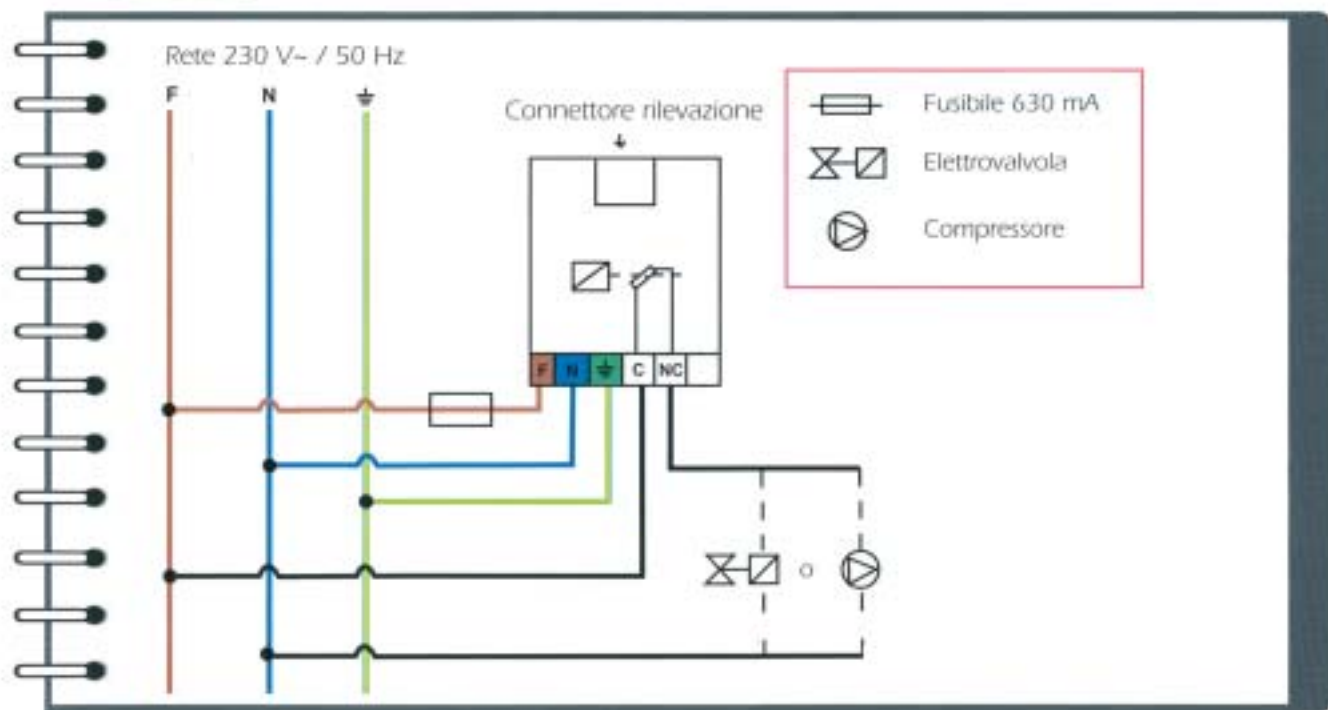 Rete 230 V~ / 50 Hz
F N ⏚
Connettore rilevazione
Fusibile 630 mA
Elettrovalvola
Compressore
F N ⏚ C NC
o